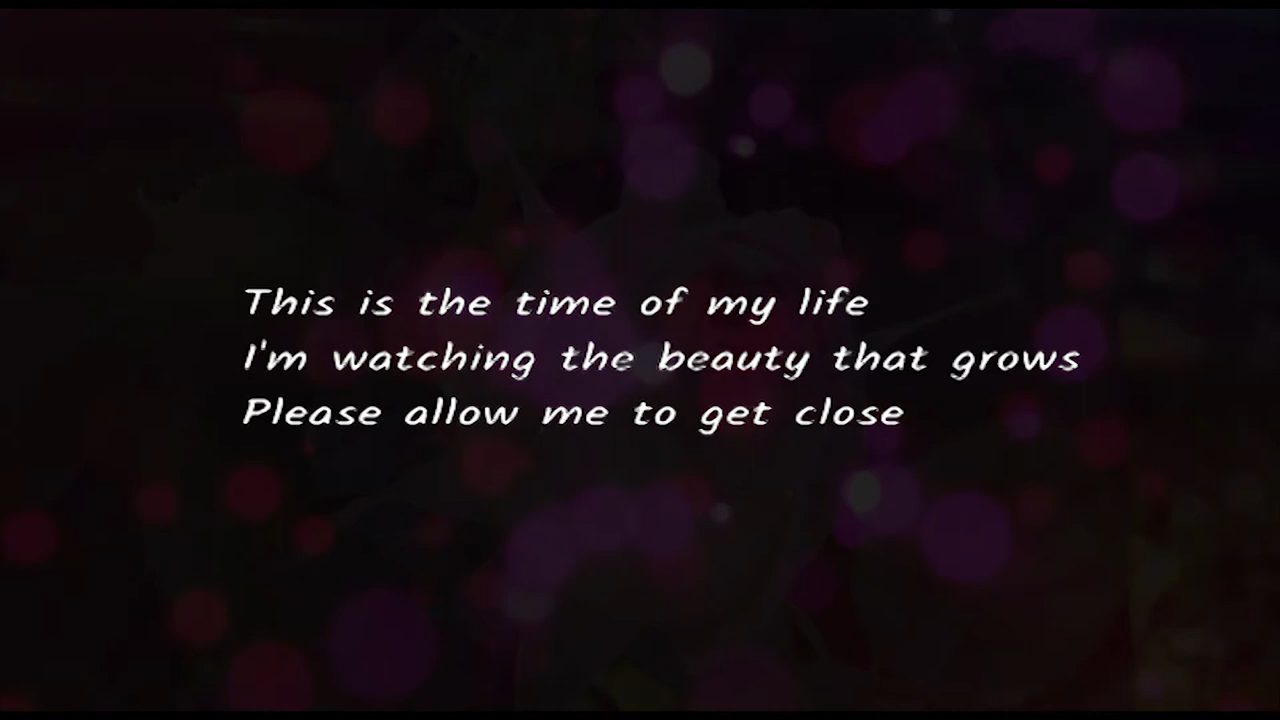 This is the time of my life
I'm watching the beauty that grows
Please allow me to get close